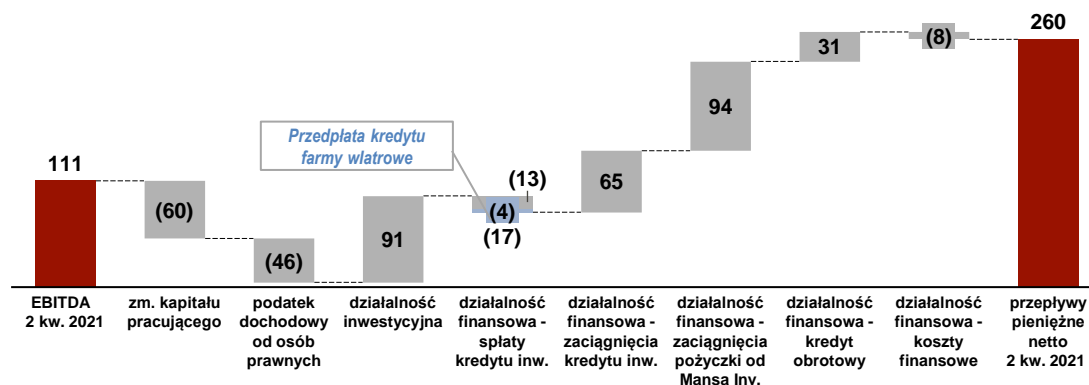 260
31
(8)
94
Przedpłata kredytu
farmy wlatrowe
111
(13)
65
(60)
(4)
(17)
91
(46)
EBITDA
2 kw. 2021
zm. kapitału
pracującego
podatek
dochodowy
od osób
prawnych
działalność
inwestycyjna
działalność
finansowa -
spłaty
kredytu inw.
działalność
finansowa -
zaciągnięcia
kredytu inw.
działalność
finansowa -
zaciągnięcia
pożyczki od
Mansa Inv.
działalność
finansowa -
kredyt
obrotowy
działalność
finansowa -
koszty
finansowe
przepływy
pieniężne
netto
2 kw. 2021